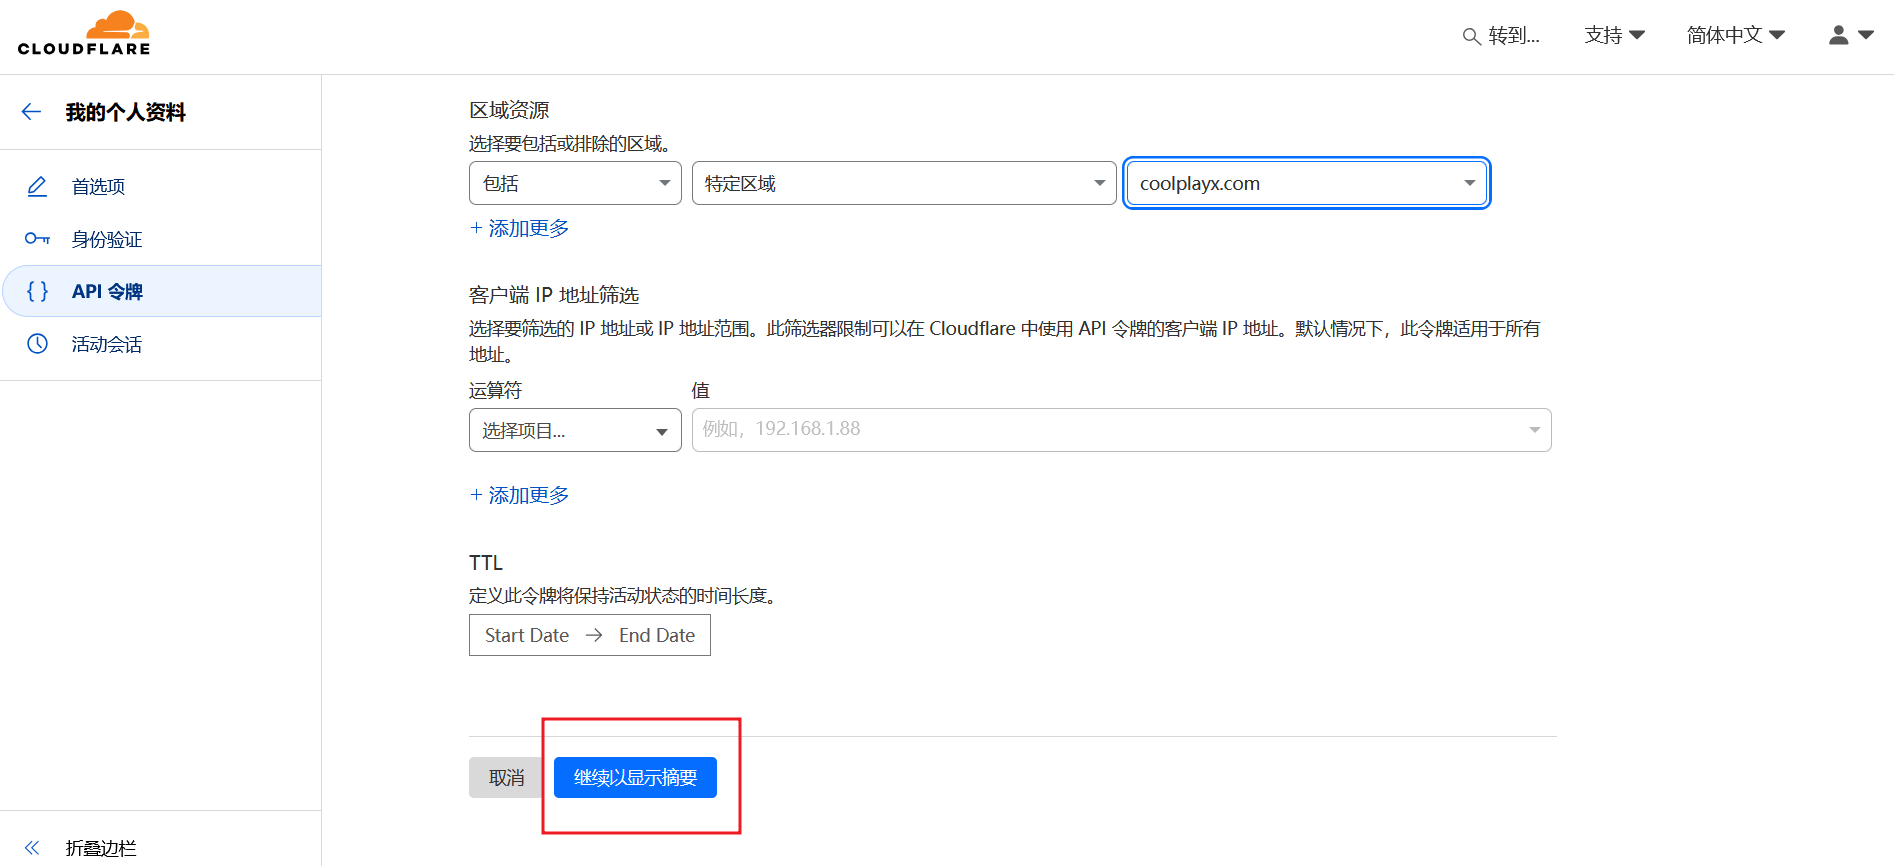 CLOUDFLARE
转到...
支持
简体中文
我的个人资料
首选项
身份验证
API 令牌
活动会话
折叠边栏
区域资源
选择要包括或排除的区域。
包括
特定区域
coolplayx.com
+ 添加更多
客户端 IP 地址筛选
选择要筛选的 IP 地址或 IP 地址范围。此筛选器限制可以在 Cloudflare 中使用 API 令牌的客户端 IP 地址。默认情况下，此令牌适用于所有
地址。
运算符
值
选择项目...
例如，192.168.1.88
+ 添加更多
TTL
定义此令牌将保持活动状态的时间长度。
Start Date → End Date
取消
继续以显示摘要